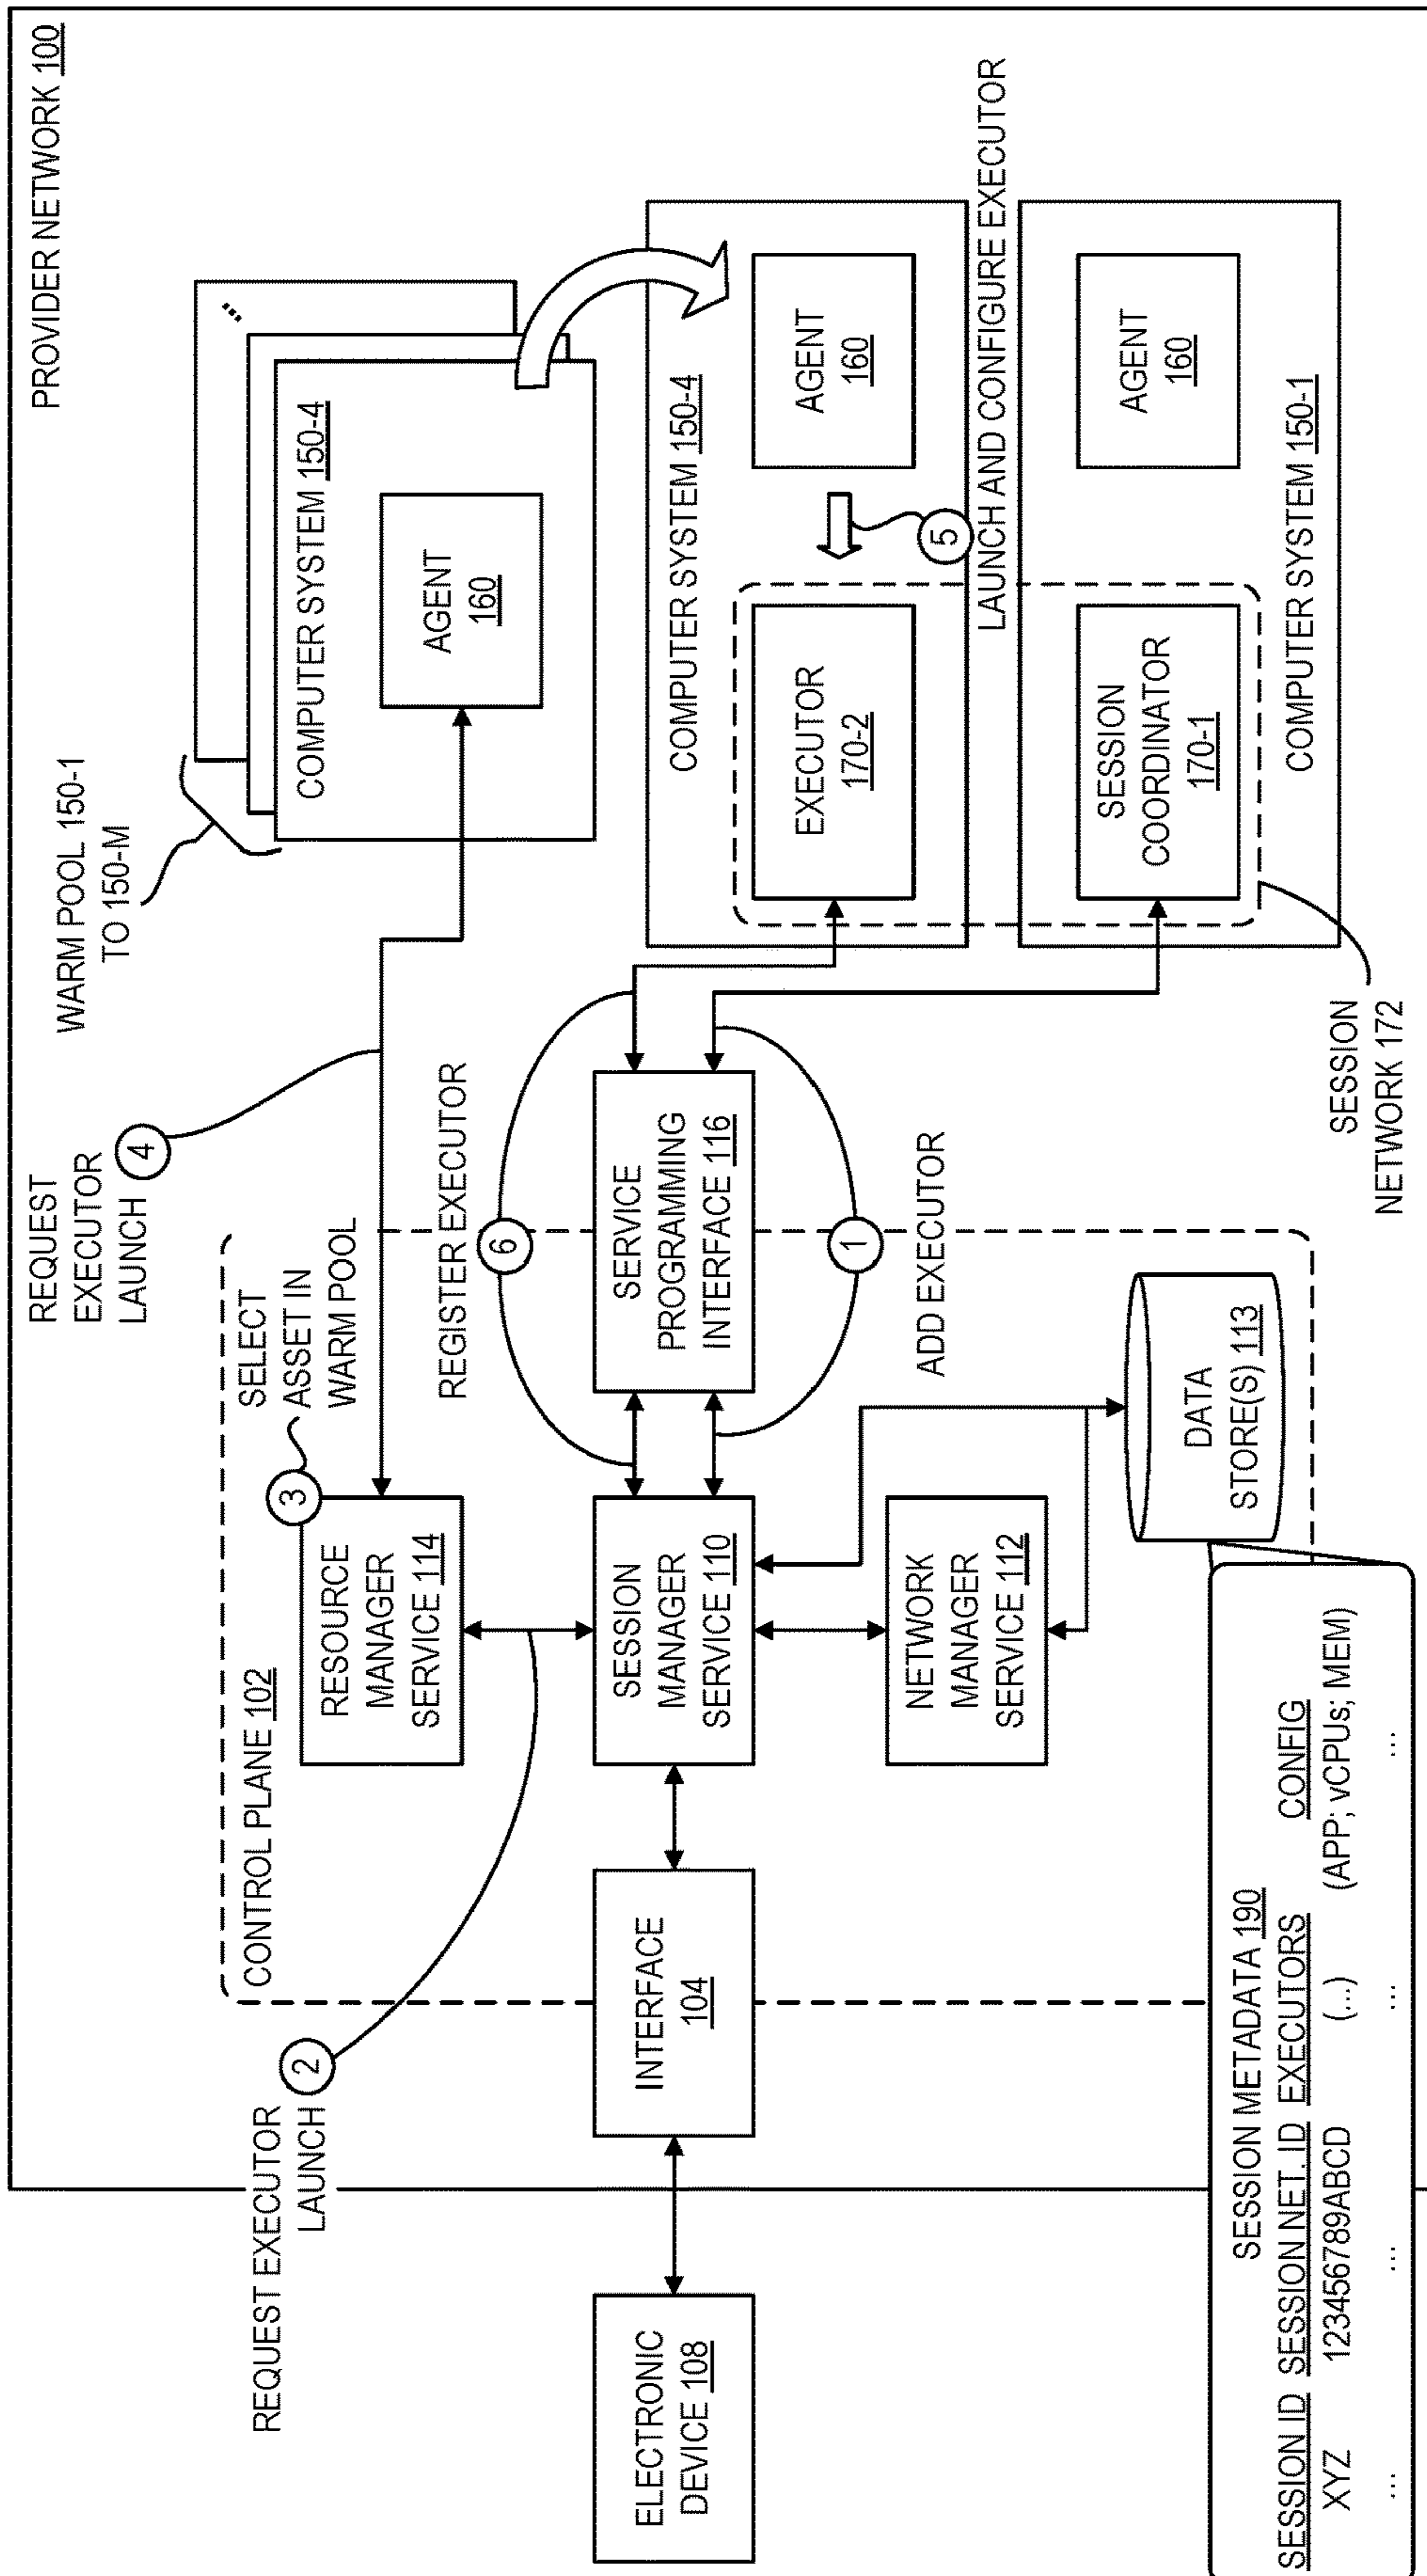 PROVIDER NETWORK 100
WARM POOL 150-1
TO 150-M
REQUEST
EXECUTOR
LAUNCH
4
COMPUTER SYSTEM 150-4
AGENT
160
REQUEST EXECUTOR
LAUNCH
2
CONTROL PLANE 102
SELECT
ASSET IN
WARM POOL
3
RESOURCE
MANAGER
SERVICE 114
REGISTER EXECUTOR
6
ELECTRONIC
DEVICE 108
INTERFACE
104
SESSION
MANAGER
SERVICE 110
SERVICE
PROGRAMMING
INTERFACE 116
1
ADD EXECUTOR
NETWORK
MANAGER
SERVICE 112
DATA
STORE(S) 113
COMPUTER SYSTEM 150-4
EXECUTOR
170-2
AGENT
160
5
LAUNCH AND CONFIGURE EXECUTOR
SESSION
COORDINATOR
170-1
AGENT
160
COMPUTER SYSTEM 150-1
SESSION
NETWORK 172
SESSION METADATA 190
SESSION ID SESSION NET. ID EXECUTORS CONFIG
XYZ 123456789ABCD (...) (APP; vCPUs; MEM)
... ... ... ...